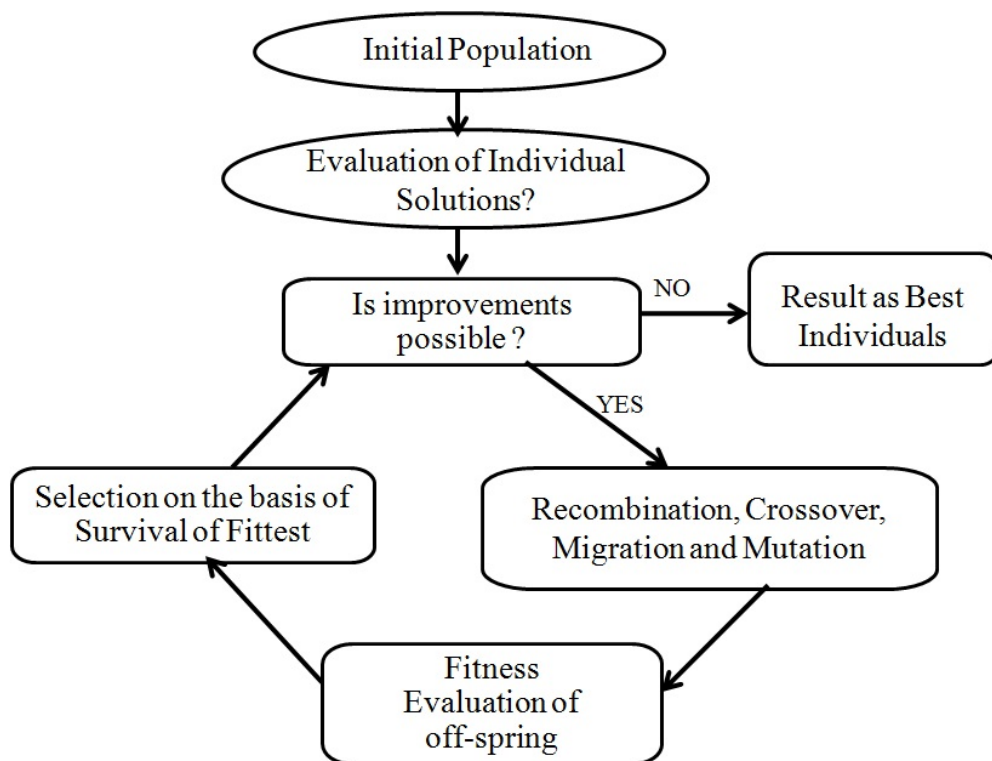 Initial Population
Evaluation of Individual
Solutions?
Is improvements
possible ?
NO
Result as Best
Individuals
YES
Recombination, Crossover,
Migration and Mutation
Fitness
Evaluation of
off-spring
Selection on the basis of
Survival of Fittest